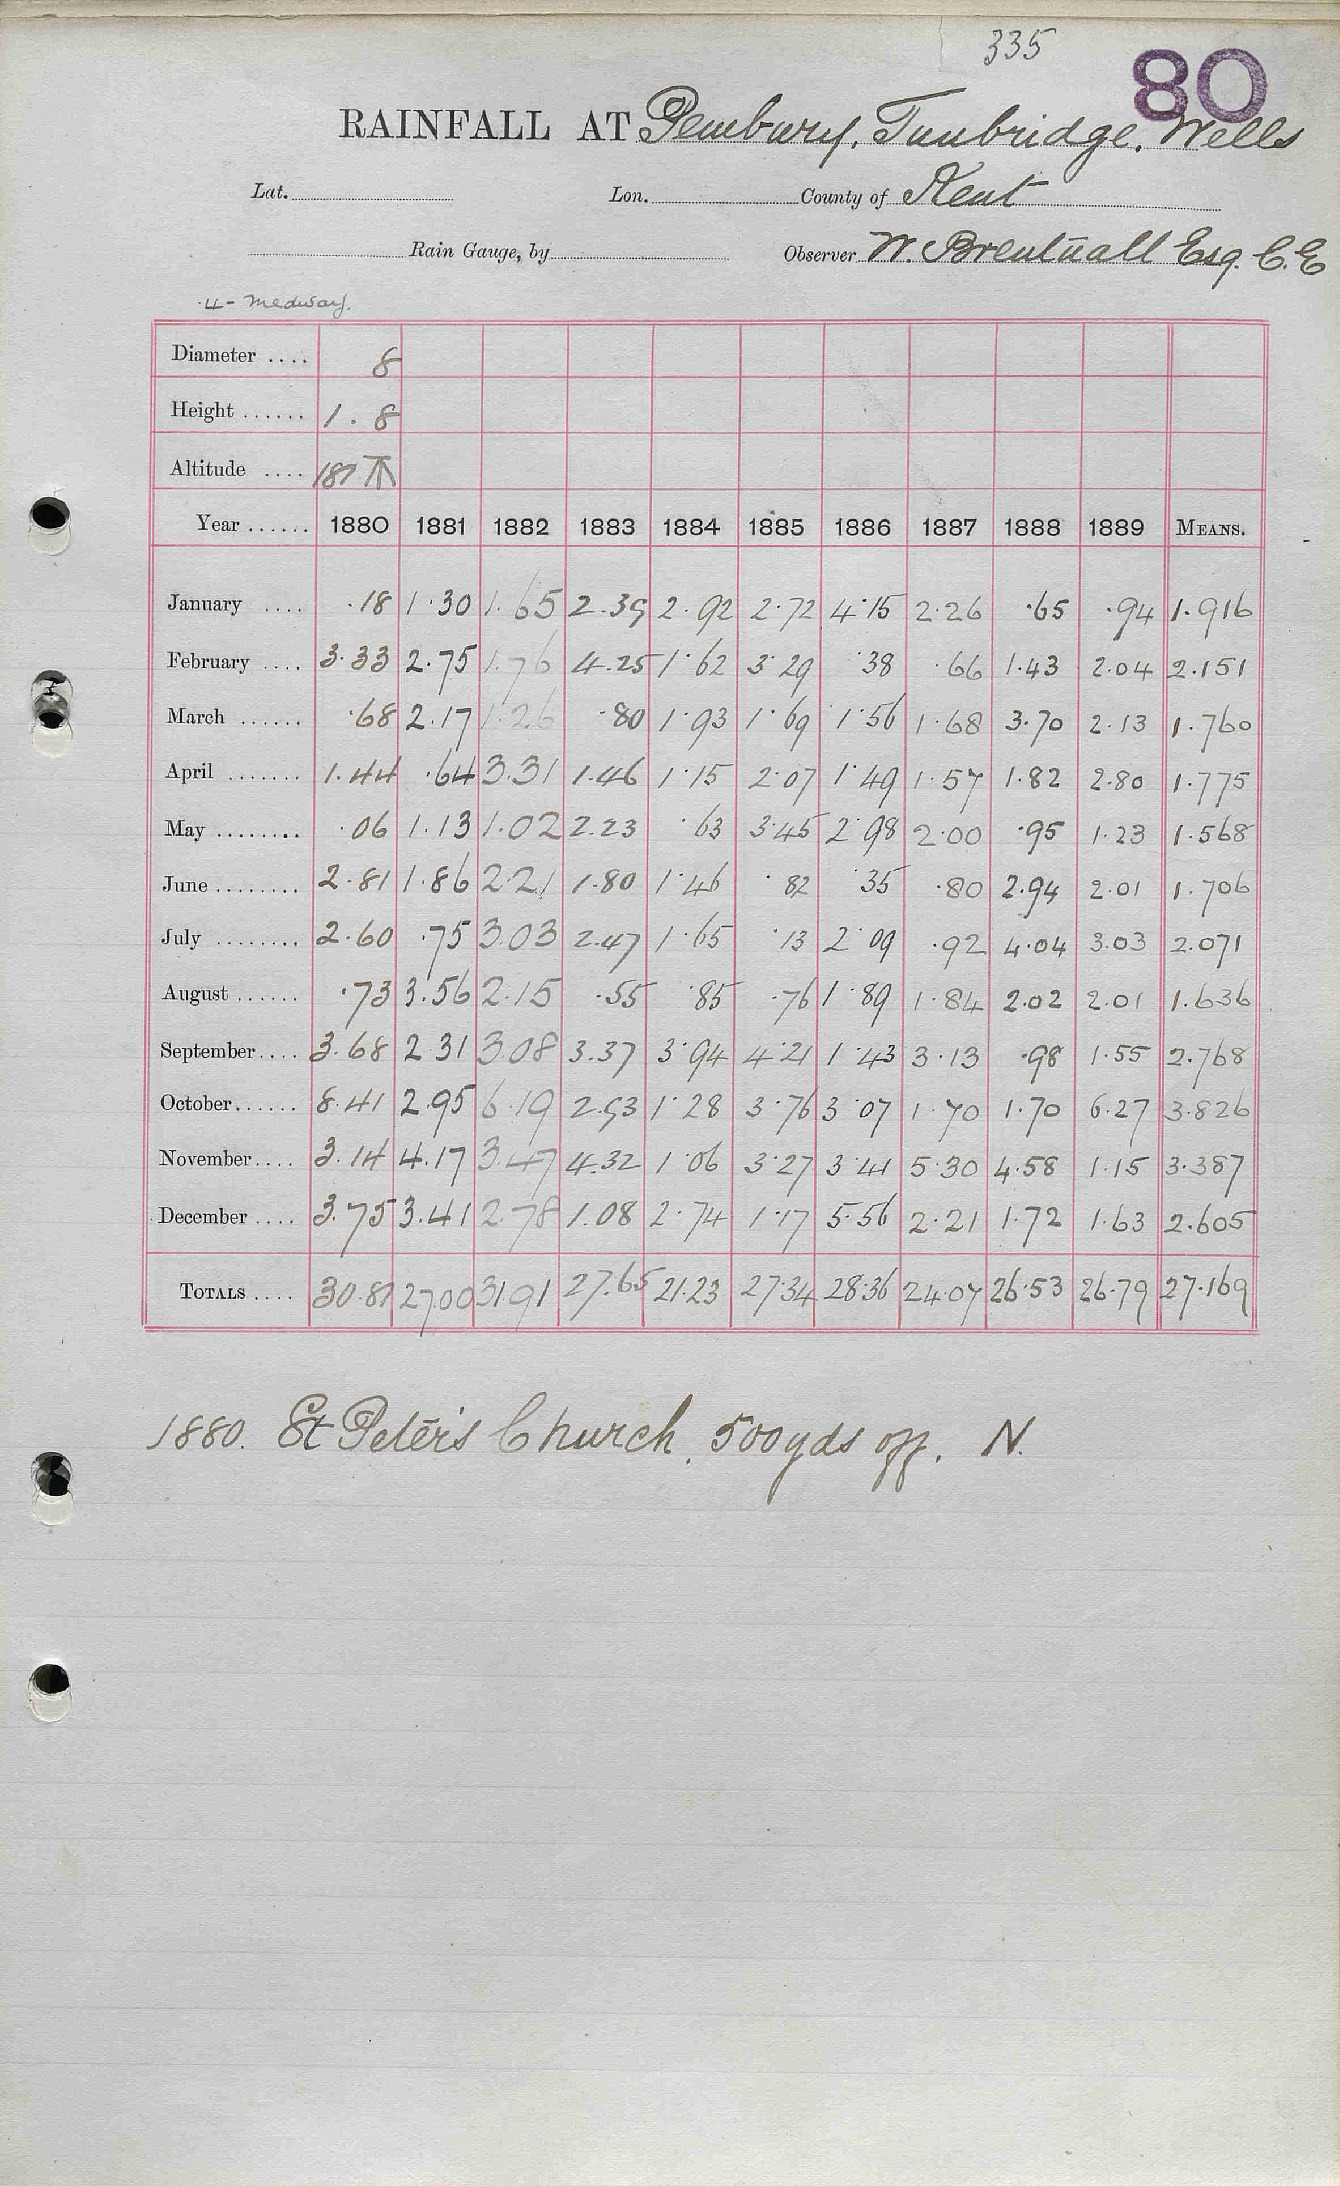 335
80
RAINFALL AT Pembury, Tunbridge, Wells
Lat. Lon. County of Kent
Rain Gauge, by Observer W. Brentnall Esq. C.E
4 - Medway.
Diameter .... 8
Height ...... 1.8
Altitude .... 187
Year ...... 1880 1881 1882 1883 1884 1885 1886 1887 1888 1889 MEANS.
January .... .18 1.30 1.65 2.39 2.92 2.72 4.15 2.26 .65 .94 1.916
February .... 3.33 2.75 1.76 4.25 1.62 3.29 .38 .66 1.43 2.04 2.151
March ...... .68 2.17 1.26 .80 1.93 1.69 1.56 1.68 3.70 2.13 1.760
April ....... 1.44 .64 3.31 1.46 1.15 2.07 1.49 1.57 1.82 2.80 1.775
May ........ .06 1.13 1.02 2.23 .63 3.45 2.98 2.00 .95 1.23 1.568
June ........ 2.81 1.86 2.21 1.80 1.46 .82 .35 .80 2.94 2.01 1.706
July ........ 2.60 .75 3.03 2.47 1.65 .13 2.09 .92 4.04 3.03 2.071
August ...... .73 3.56 2.15 .55 .85 .76 1.89 1.84 2.02 2.01 1.636
September.... 3.68 2.31 3.08 3.37 3.94 4.21 1.43 3.13 .98 1.55 2.768
October...... 8.41 2.95 6.19 2.93 1.28 3.76 3.07 1.70 1.70 6.27 3.826
November.... 3.14 4.17 3.47 4.32 1.06 3.27 3.41 5.30 4.58 1.15 3.387
December .... 3.75 3.41 2.78 1.08 2.74 1.17 5.56 2.21 1.72 1.63 2.605
TOTALS .... 30.81 27.00 31.91 27.65 21.23 27.34 28.36 24.07 26.53 26.79 27.169
1880. St Peter's Church, 500yds off. N.